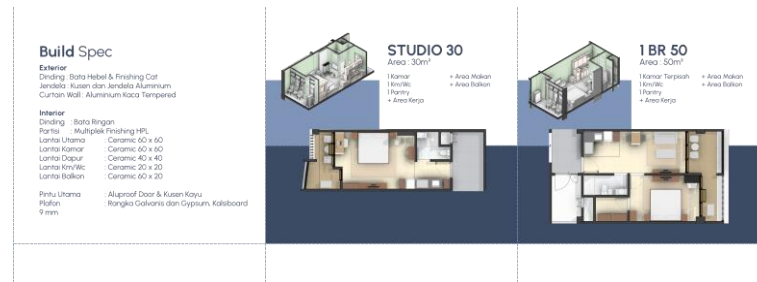 Build Spec
Exterior
Dinding : Bata Hebel & Finishing Cat
Jendela : Kusen dan Jendela Aluminium
Curtain Wall : Aluminium Kaca Tempered
Interior
Dinding : Bata Ringan
Partisi : Multiplek Finishing HPL
Lantai Utama : Ceramic 60 x 60
Lantai Kamar : Ceramic 60 x 60
Lantai Dapur : Ceramic 40 x 40
Lantai Km/Wc : Ceramic 20 x 20
Lantai Balkon : Ceramic 60 x 20
Pintu Utama : Aluproof Door & Kusen Kayu
Plafon : Rangka Galvanis dan Gypsum, Kalsiboard
9 mm
STUDIO 30
Area : 30m²
1 Kamar + Area Makan
1 Km/Wc + Area Balkon
1 Pantry
+ Area Kerja
1 BR 50
Area : 50m²
1 Kamar Terpisah + Area Makan
1 Km/Wc + Area Balkon
1 Pantry
+ Area Kerja